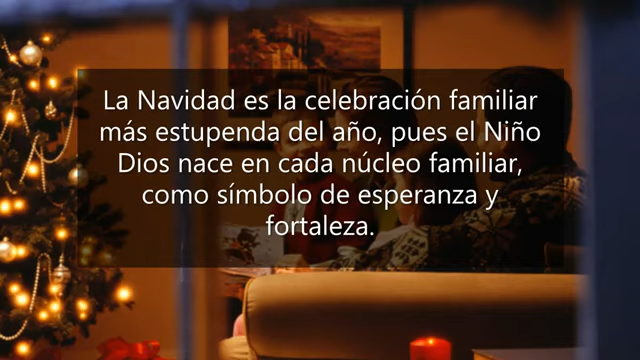 La Navidad es la celebración familiar
más estupenda del año, pues el Niño
Dios nace en cada núcleo familiar,
como símbolo de esperanza y
fortaleza.